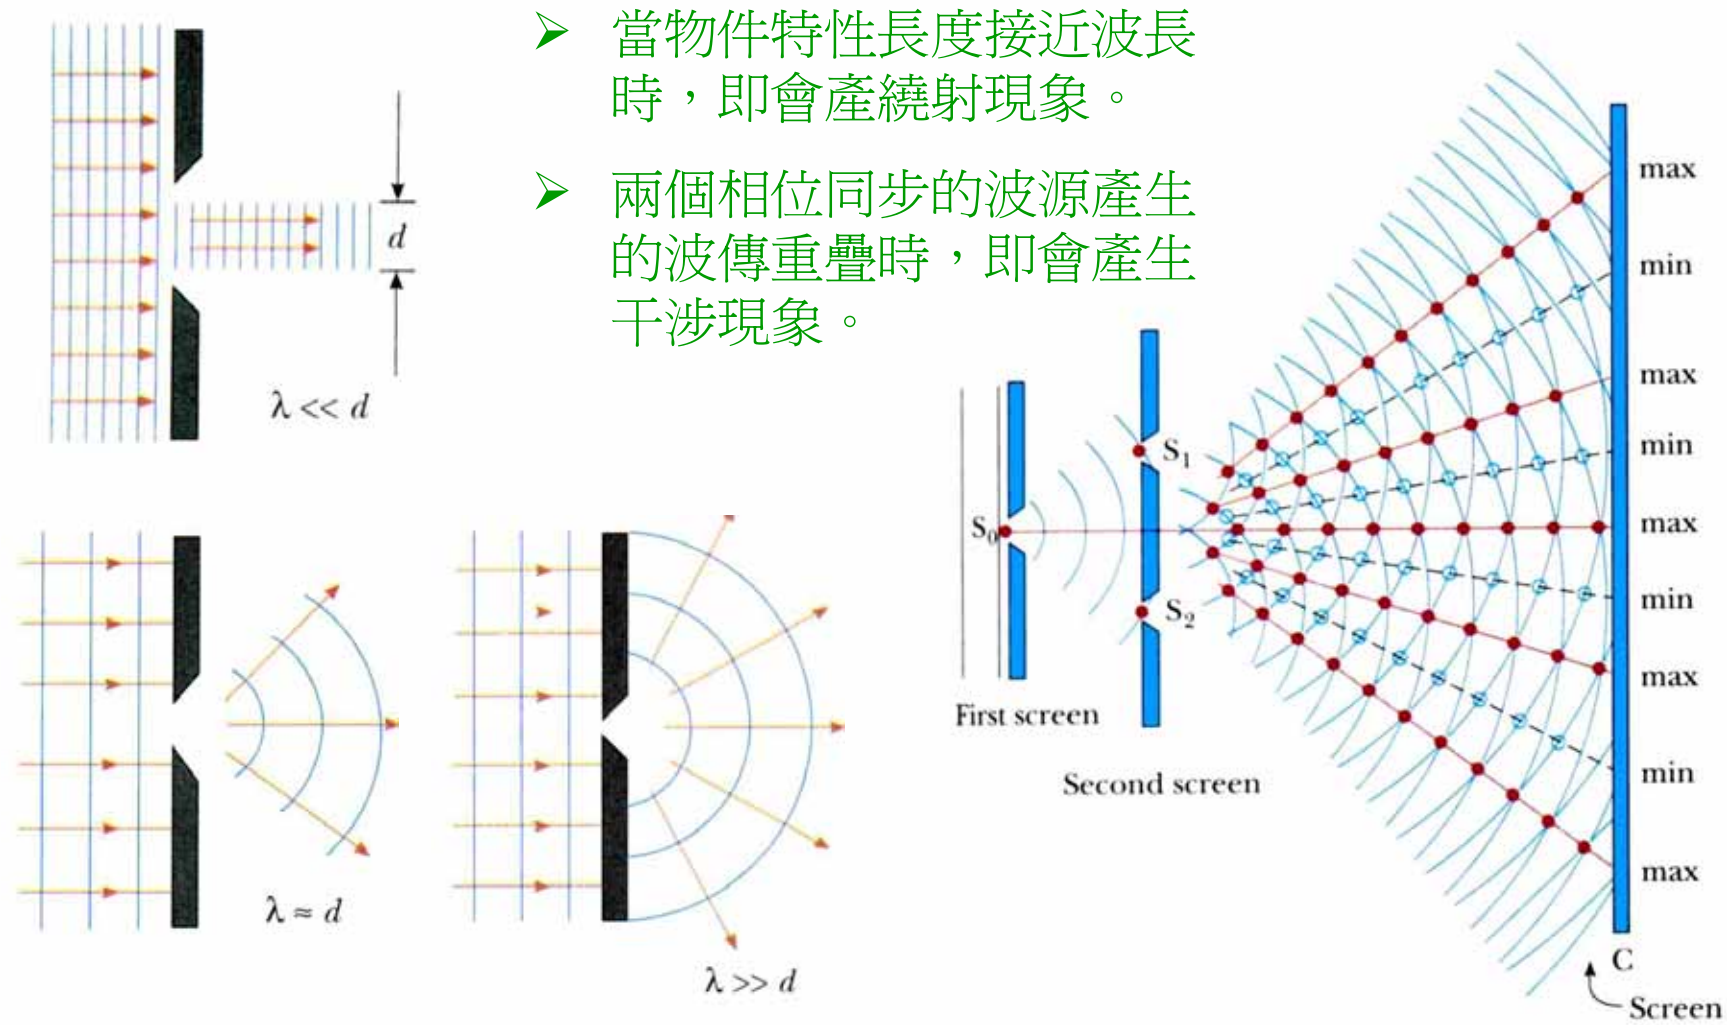 ➢ 當物件特性長度接近波長
時，即會產繞射現象。
➢ 兩個相位同步的波源產生
的波傳重疊時，即會產生
干涉現象。
d
λ << d
λ ≈ d
λ >> d
S₀
First screen
S₁
S₂
Second screen
max
min
max
min
max
min
max
min
max
C
Screen